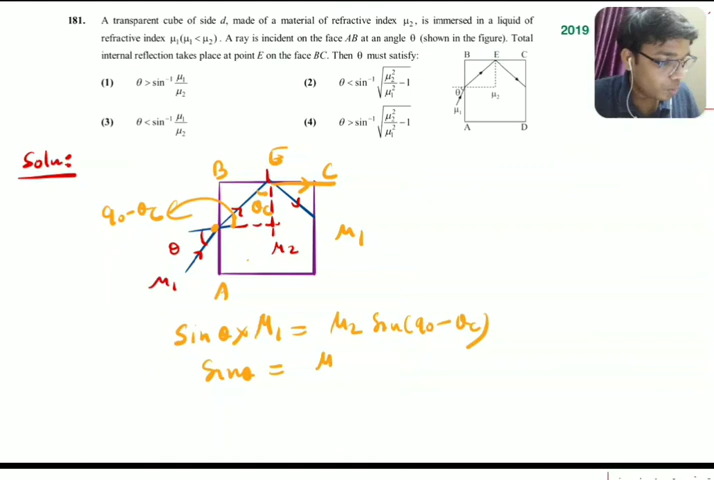 181. A transparent cube of side d, made of a material of refractive index μ₂, is immersed in a liquid of
refractive index μ₁(μ₁ < μ₂). A ray is incident on the face AB at an angle θ (shown in the figure). Total
internal reflection takes place at point E on the face BC. Then θ must satisfy:
2019
(1) θ > sin⁻¹ μ₁/μ₂
(2) θ < sin⁻¹ √(μ₂²/μ₁² − 1)
(3) θ < sin⁻¹ μ₁/μ₂
(4) θ > sin⁻¹ √(μ₂²/μ₁² − 1)
B E C
θ
μ₂
μ₁
A D
Soln:
B E C
90-θc
θc
θ
μ₂
μ₁
μ₁
A
sinθ × μ₁ = μ₂ sin(90-θc)
sinθ = μ